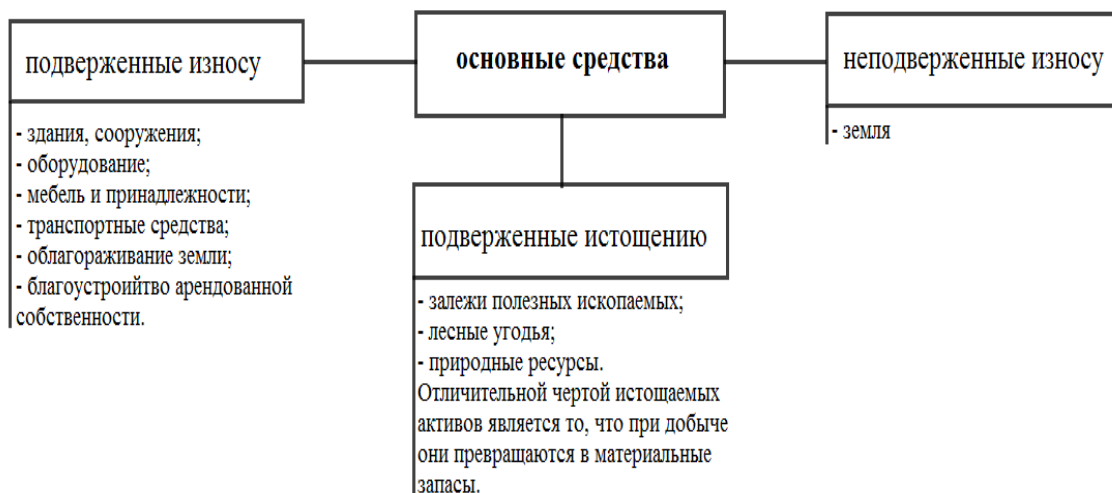 основные средства
подверженные износу
- здания, сооружения;
- оборудование;
- мебель и принадлежности;
- транспортные средства;
- облагораживание земли;
- благоустроийтво арендованной
собственности.
подверженные истощению
- залежи полезных ископаемых;
- лесные угодья;
- природные ресурсы.
Отличительной чертой истощаемых
активов является то, что при добыче
они превращаются в материальные
запасы.
неподверженные износу
- земля